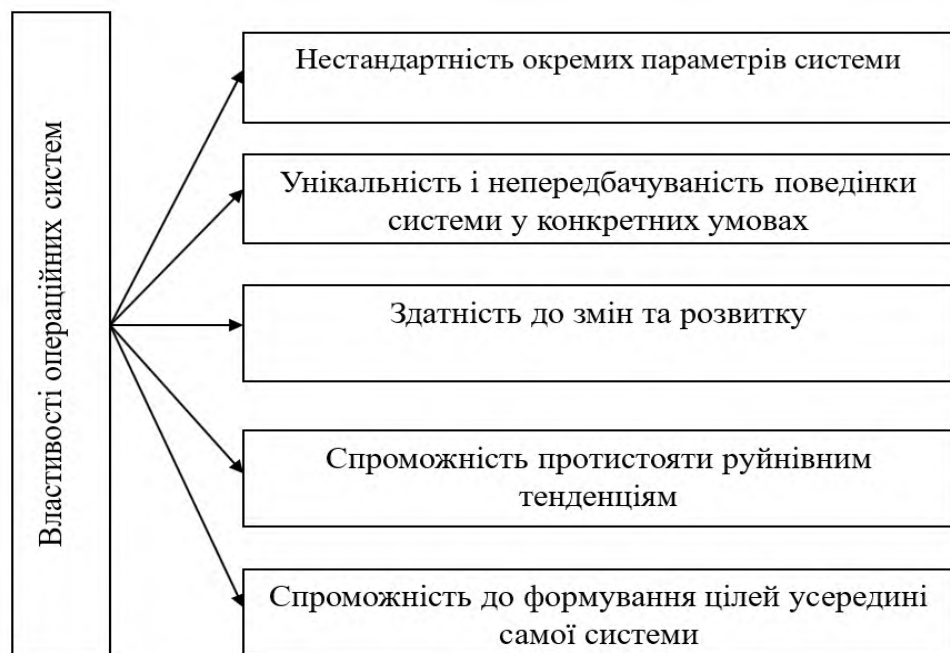 Властивості операційних систем
Нестандартність окремих параметрів системи
Унікальність і непередбачуваність поведінки
системи у конкретних умовах
Здатність до змін та розвитку
Спроможність протистояти руйнівним
тенденціям
Спроможність до формування цілей усередині
самої системи